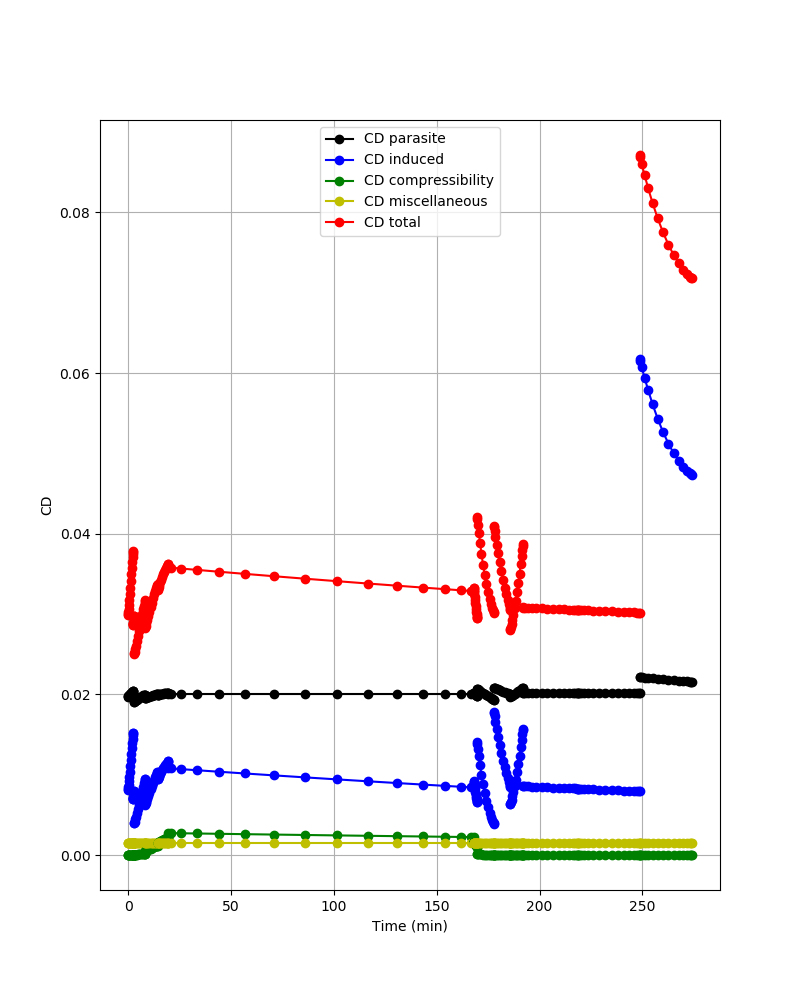 CD parasite
CD induced
CD compressibility
CD miscellaneous
CD total
CD
0.08
0.06
0.04
0.02
0.00
0
50
100
150
200
250
Time (min)